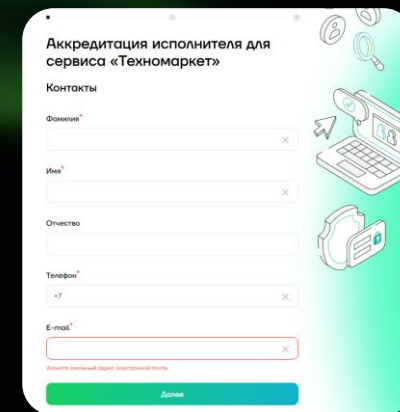 Аккредитация исполнителя для
сервиса «Техномаркет»
Контакты
Фамилия*
Имя*
Отчество
Телефон*
+7
E-mail*
Укажите реальный адрес электронной почты
Далее